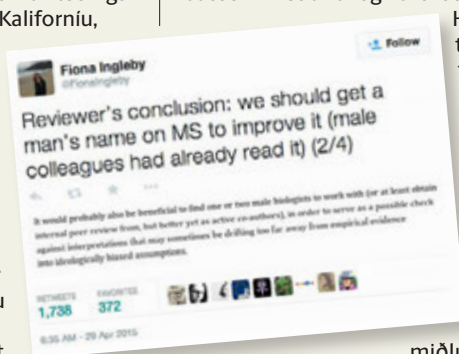 Kaliforníu,
Follow
Fiona Ingleby
@FionaIngleby
Reviewer's conclusion: we should get a
man's name on MS to improve it (male
colleagues had already read it) (2/4)
It would probably also be beneficial to find one or two male biologists to work with (or at least obtain
internal peer review from, but better yet as active co-authors), in order to serve as a possible check
against interpretations that may sometimes be drifting too far away from empirical evidence
into ideologically biased assumptions.
RETWEETS FAVORITES
1,738 372
6:35 AM - 29 Apr 2015